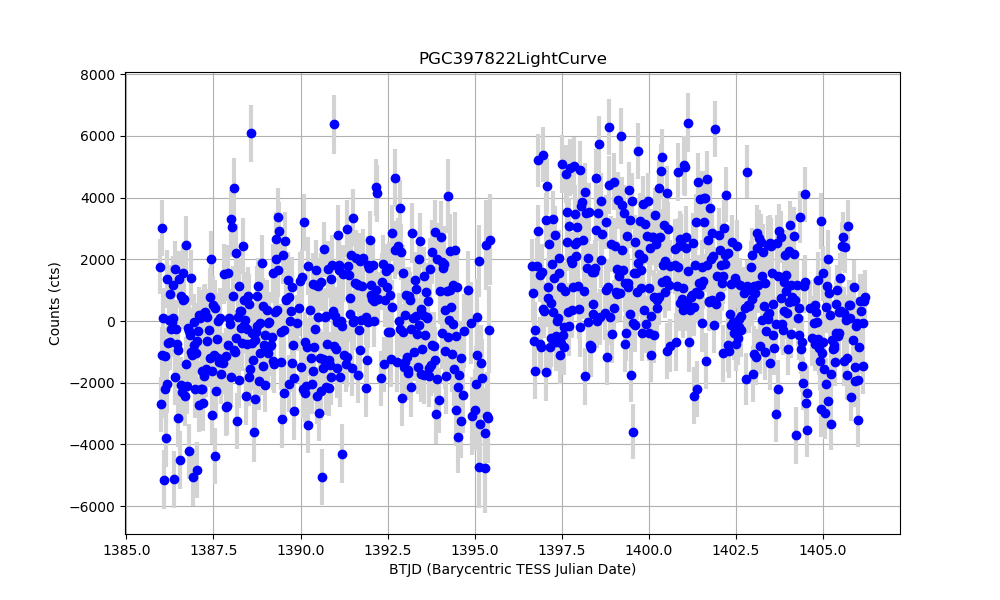 PGC397822LightCurve
8000
6000
4000
2000
0
−2000
−4000
−6000
Counts (cts)
1385.0 1387.5 1390.0 1392.5 1395.0 1397.5 1400.0 1402.5 1405.0
BTJD (Barycentric TESS Julian Date)